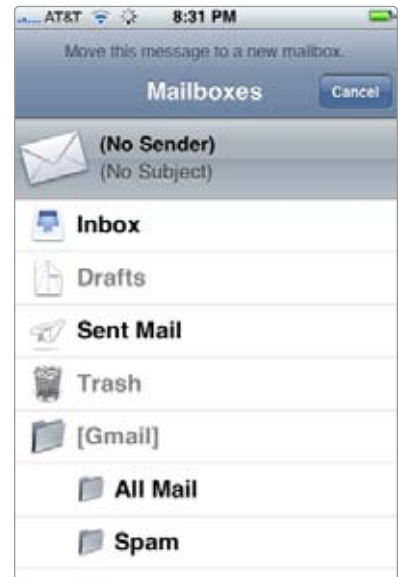 AT&T 8:31 PM
Move this message to a new mailbox.
Mailboxes Cancel
(No Sender)
(No Subject)
Inbox
Drafts
Sent Mail
Trash
[Gmail]
All Mail
Spam